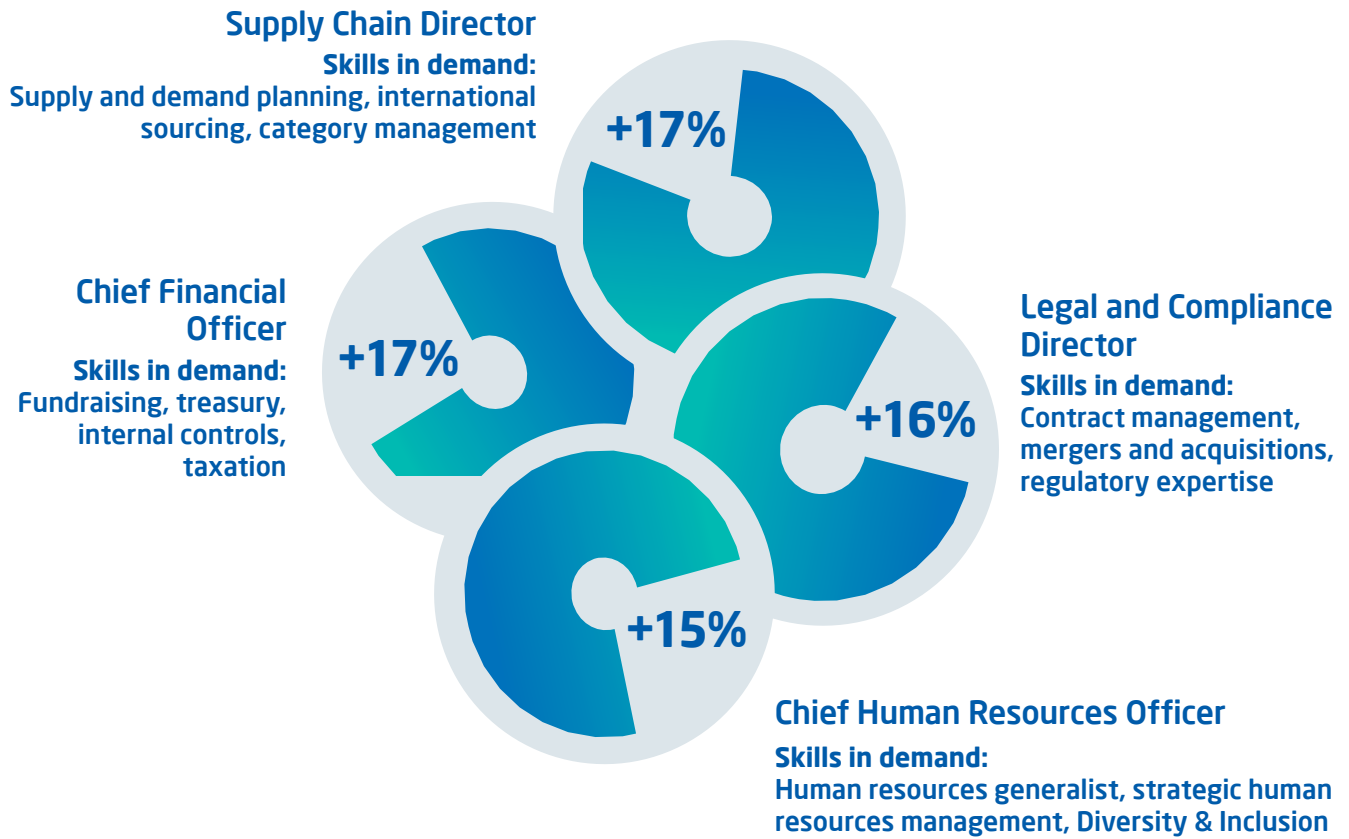 Supply Chain Director
Skills in demand:
Supply and demand planning, international
sourcing, category management
+17%
Chief Financial
Officer
Skills in demand:
Fundraising, treasury,
internal controls,
taxation
+17%
Legal and Compliance
Director
Skills in demand:
Contract management,
mergers and acquisitions,
regulatory expertise
+16%
+15%
Chief Human Resources Officer
Skills in demand:
Human resources generalist, strategic human
resources management, Diversity & Inclusion